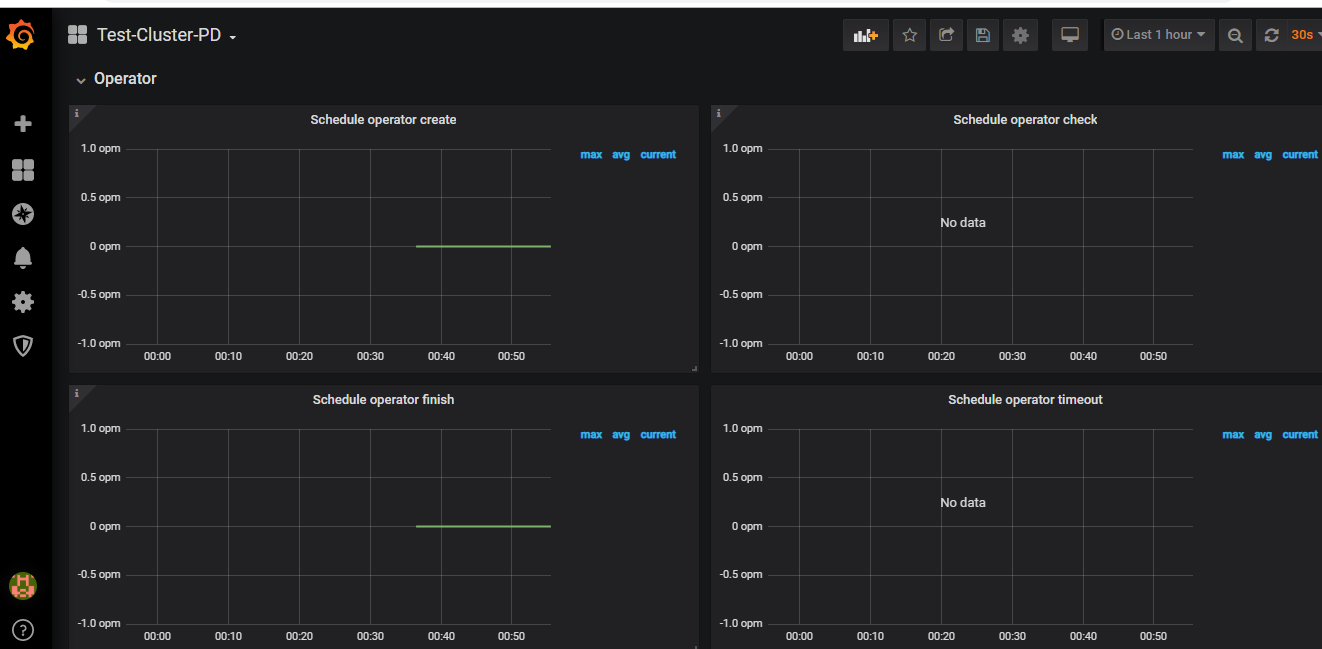 Test-Cluster-PD
Last 1 hour
30s
Operator
i
Schedule operator create
1.0 opm
0.5 opm
0 opm
-0.5 opm
-1.0 opm
00:00 00:10 00:20 00:30 00:40 00:50
max avg current
i
Schedule operator check
1.0 opm
0.5 opm
0 opm
-0.5 opm
-1.0 opm
No data
00:00 00:10 00:20 00:30 00:40 00:50
max avg current
i
Schedule operator finish
1.0 opm
0.5 opm
0 opm
-0.5 opm
-1.0 opm
00:00 00:10 00:20 00:30 00:40 00:50
max avg current
Schedule operator timeout
1.0 opm
0.5 opm
0 opm
-0.5 opm
-1.0 opm
No data
00:00 00:10 00:20 00:30 00:40 00:50
max avg current
?